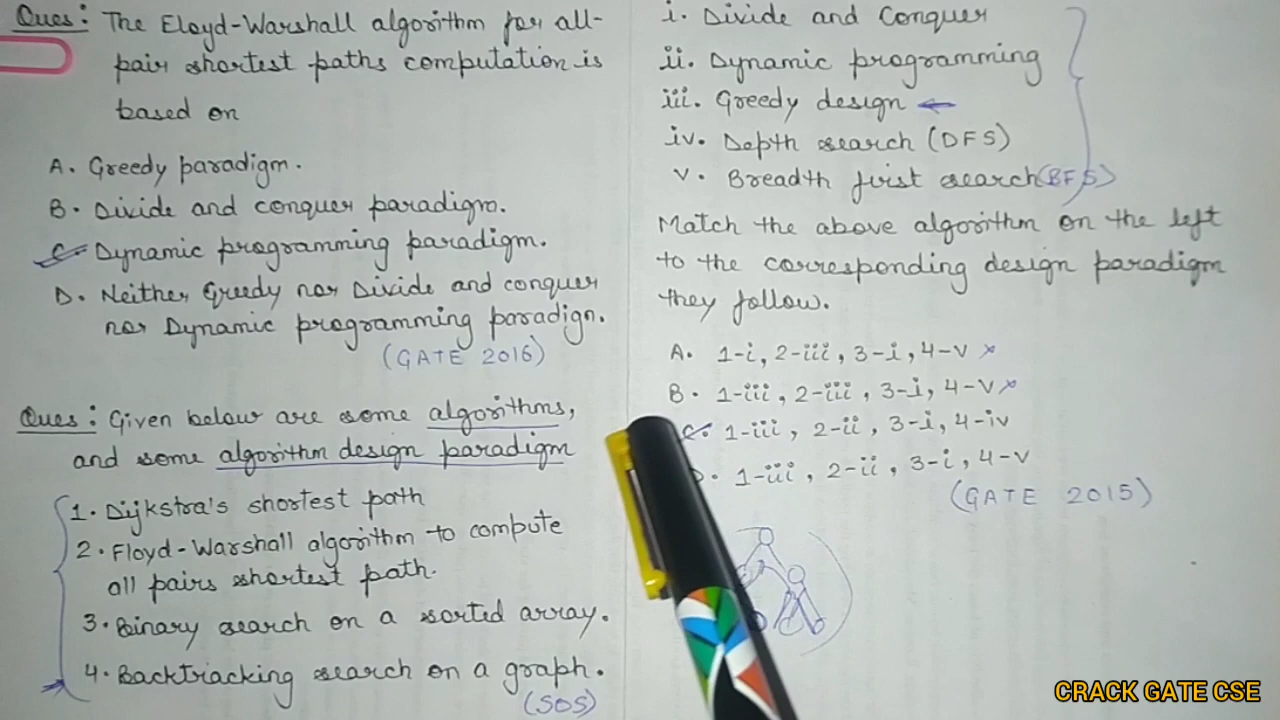 Ques: The Floyd-Warshall algorithm for all-
pair shortest paths computation is
based on
A. Greedy paradigm.
B. Divide and conquer paradigm.
C. Dynamic programming paradigm.
D. Neither Greedy nor Divide and conquer
nor Dynamic programming paradign.
(GATE 2016)
Ques: Given below are some algorithms,
and some algorithm design paradigm
1. Dijkstra's shortest path
2. Floyd-Warshall algorithm to compute
all pairs shortest path.
3. Binary search on a sorted array.
4. Backtracking search on a graph.
(SOS)
i. Divide and Conquer
ii. Dynamic programming
iii. Greedy design
iv. Depth search (DFS)
v. Breadth first search (BFS)
Match the above algorithm on the left
to the corresponding design paradigm
they follow.
A. 1-i, 2-iii, 3-i, 4-v x
B. 1-iii, 2-iii, 3-i, 4-v x
C. 1-iii, 2-ii, 3-i, 4-iv
D. 1-iii, 2-ii, 3-i, 4-v
(GATE 2015)
CRACK GATE CSE